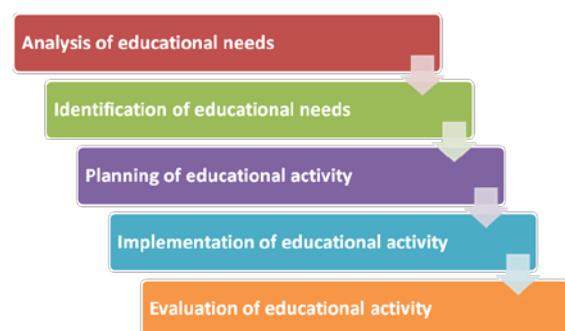 Analysis of educational needs
Identification of educational needs
Planning of educational activity
Implementation of educational activity
Evaluation of educational activity